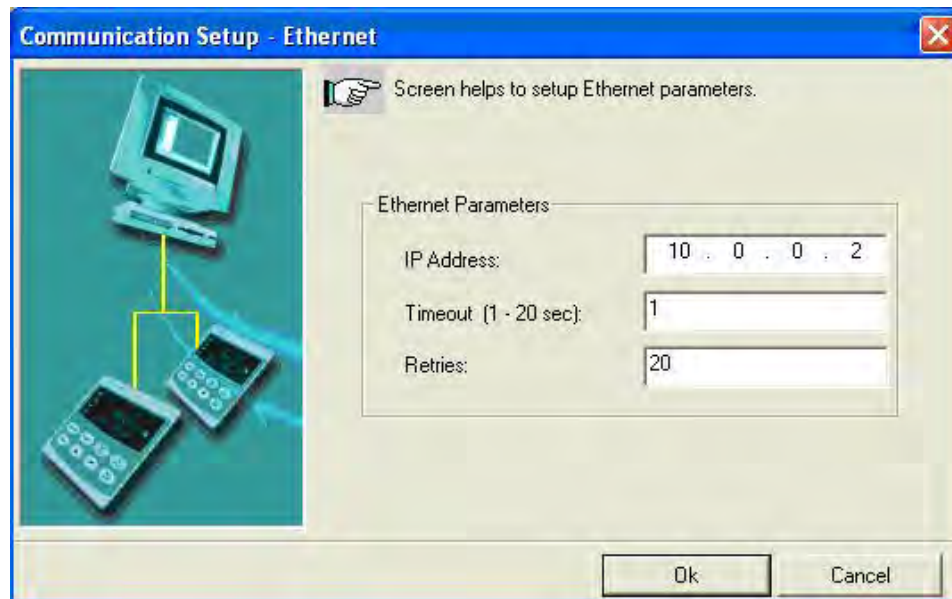 Communication Setup - Ethernet
Screen helps to setup Ethernet parameters.
Ethernet Parameters
IP Address: 10 . 0 . 0 . 2
Timeout (1 - 20 sec): 1
Retries: 20
Ok Cancel